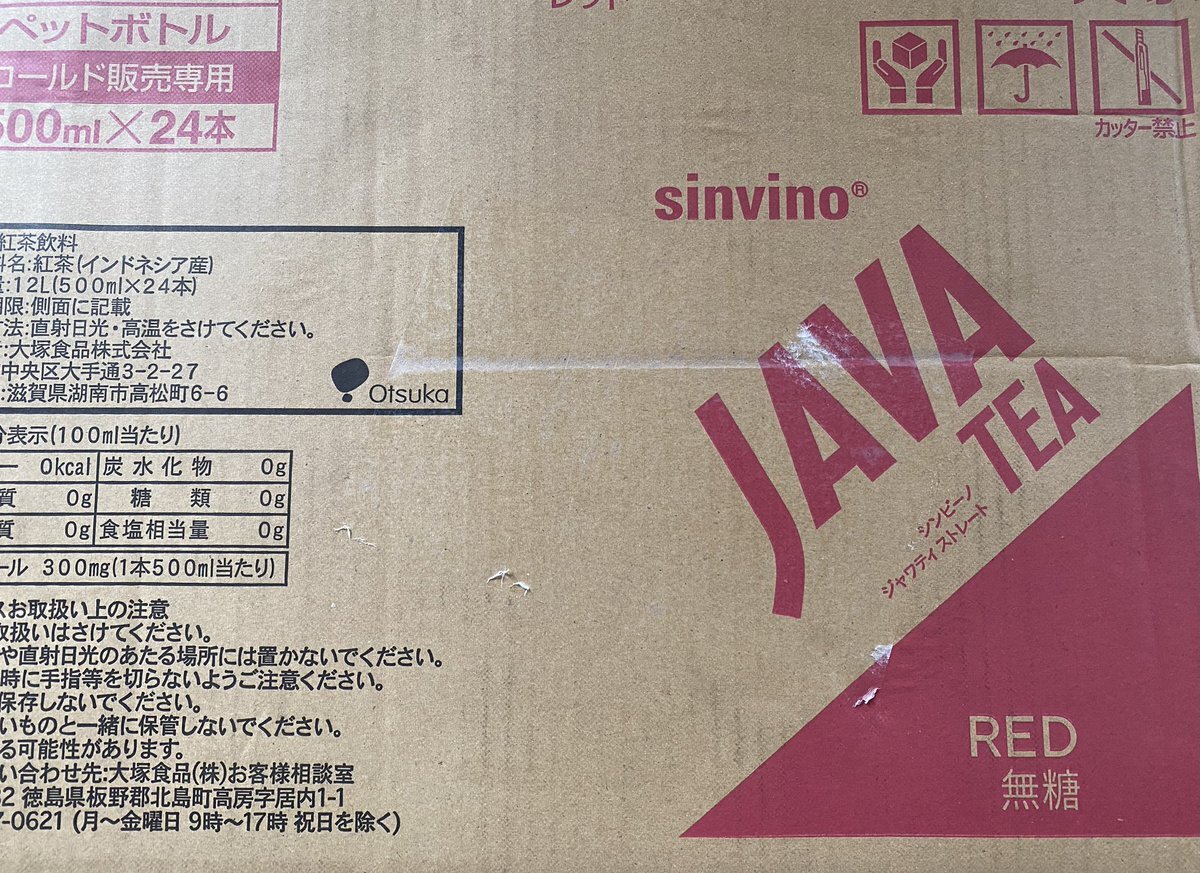 ペットボトル
コールド販売専用
500ml×24本
カッター禁止
sinvino®
JAVA
TEA
シンビーノ
ジャワティストレート
RED
無糖
紅茶飲料
名:紅茶(インドネシア産)
:12L(500ml×24本)
限:側面に記載
法:直射日光・高温をさけてください。
:大塚食品株式会社
中央区大手通3-2-27
:滋賀県湖南市高松町6-6
Otsuka
表示(100ml当たり)
ー 0kcal 炭水化物 0g
質 0g 糖類 0g
質 0g 食塩相当量 0g
ール 300mg(1本500ml当たり)
スお取扱い上の注意
取扱いはさけてください。
や直射日光のあたる場所には置かないでください。
時に手指等を切らないようご注意ください。
保存しないでください。
いものと一緒に保管しないでください。
る可能性があります。
い合わせ先:大塚食品(株)お客様相談室
2 徳島県板野郡北島町高房字居内1-1
7-0621 (月〜金曜日 9時〜17時 祝日を除く)